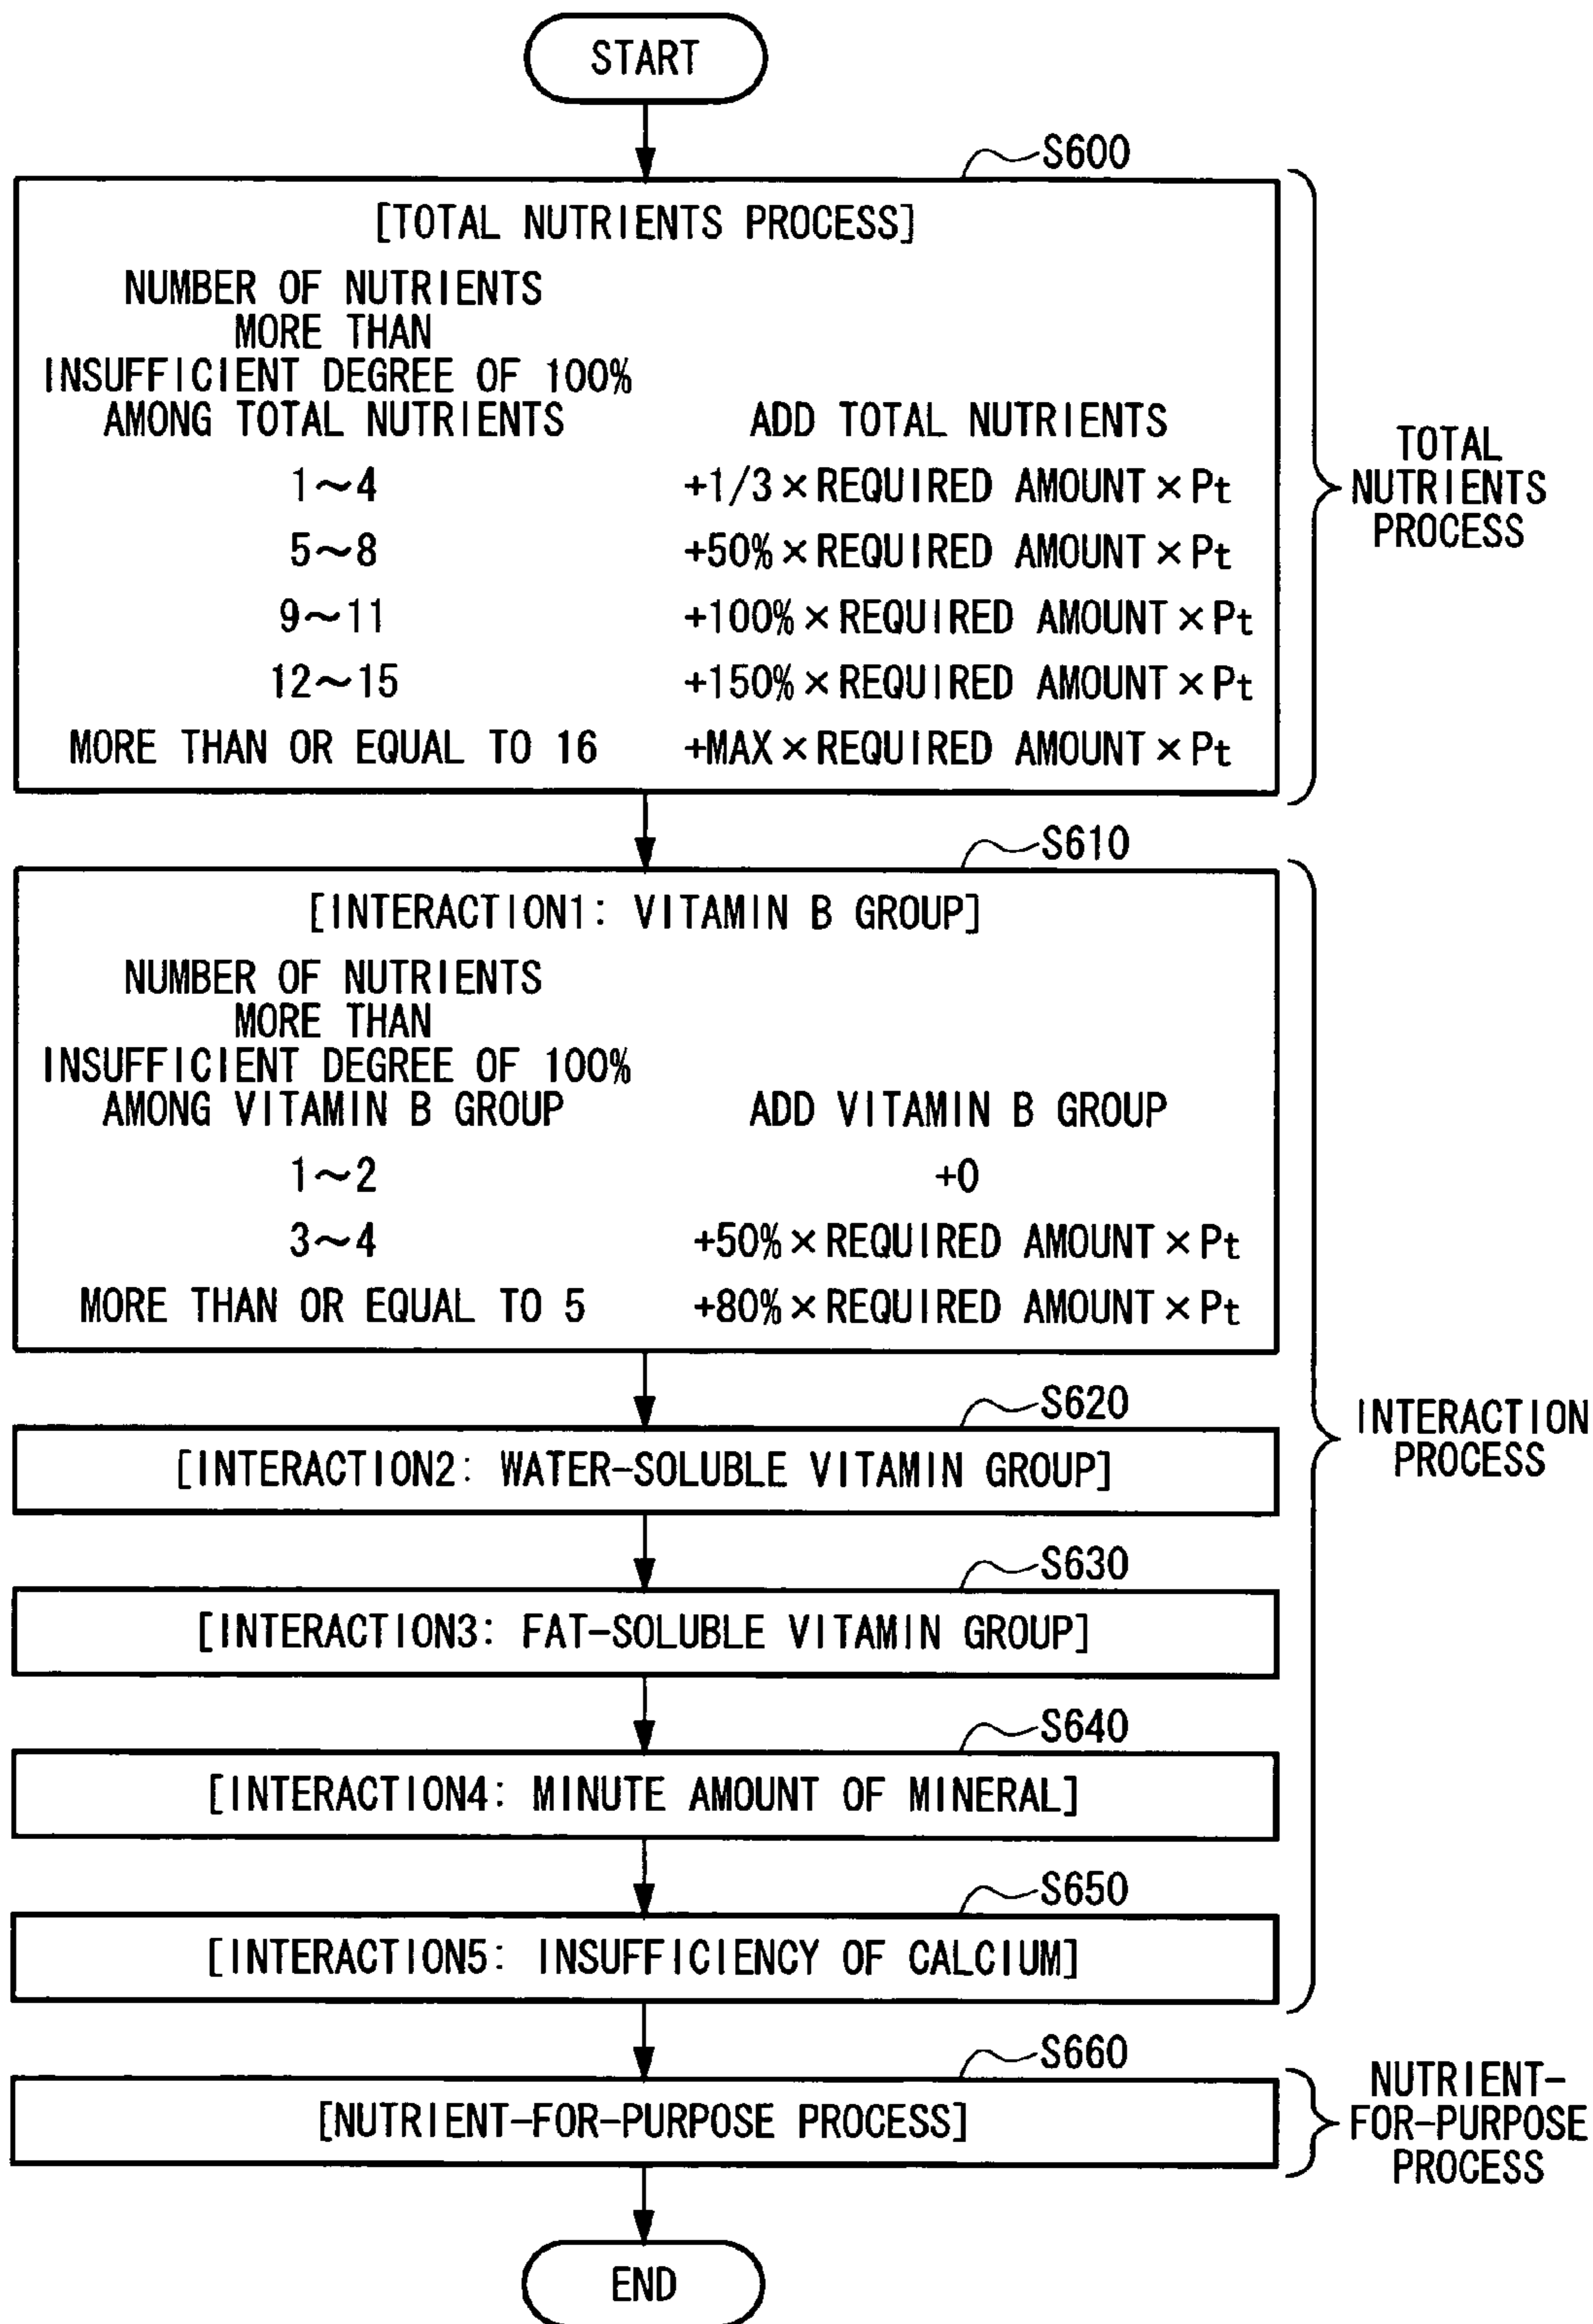 START
S600
[TOTAL NUTRIENTS PROCESS]
NUMBER OF NUTRIENTS
MORE THAN
INSUFFICIENT DEGREE OF 100%
AMONG TOTAL NUTRIENTS ADD TOTAL NUTRIENTS
1～4 +1/3×REQUIRED AMOUNT×Pt
5～8 +50%×REQUIRED AMOUNT×Pt
9～11 +100%×REQUIRED AMOUNT×Pt
12～15 +150%×REQUIRED AMOUNT×Pt
MORE THAN OR EQUAL TO 16 +MAX×REQUIRED AMOUNT×Pt
TOTAL
NUTRIENTS
PROCESS
S610
[INTERACTION1: VITAMIN B GROUP]
NUMBER OF NUTRIENTS
MORE THAN
INSUFFICIENT DEGREE OF 100%
AMONG VITAMIN B GROUP ADD VITAMIN B GROUP
1～2 +0
3～4 +50%×REQUIRED AMOUNT×Pt
MORE THAN OR EQUAL TO 5 +80%×REQUIRED AMOUNT×Pt
S620
[INTERACTION2: WATER-SOLUBLE VITAMIN GROUP]
INTERACTION
PROCESS
S630
[INTERACTION3: FAT-SOLUBLE VITAMIN GROUP]
S640
[INTERACTION4: MINUTE AMOUNT OF MINERAL]
S650
[INTERACTION5: INSUFFICIENCY OF CALCIUM]
S660
[NUTRIENT-FOR-PURPOSE PROCESS]
NUTRIENT-
FOR-PURPOSE
PROCESS
END